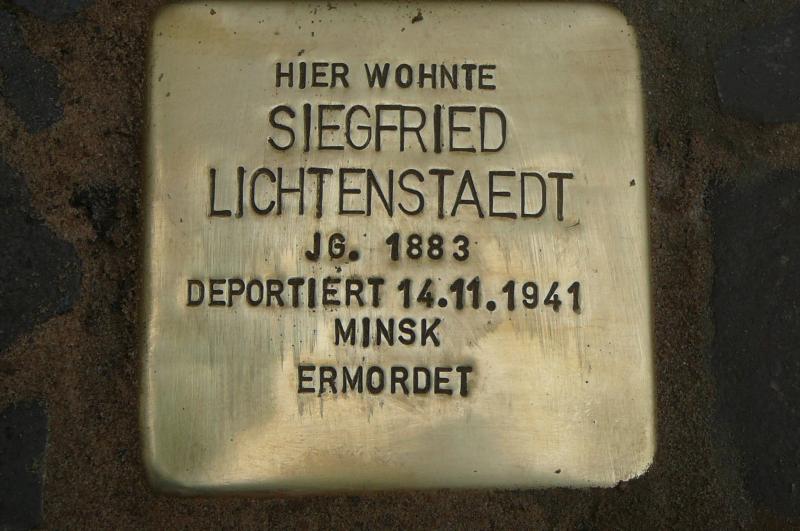 HIER WOHNTE
SIEGFRIED
LICHTENSTAEDT
JG. 1883
DEPORTIERT 14.11.1941
MINSK
ERMORDET